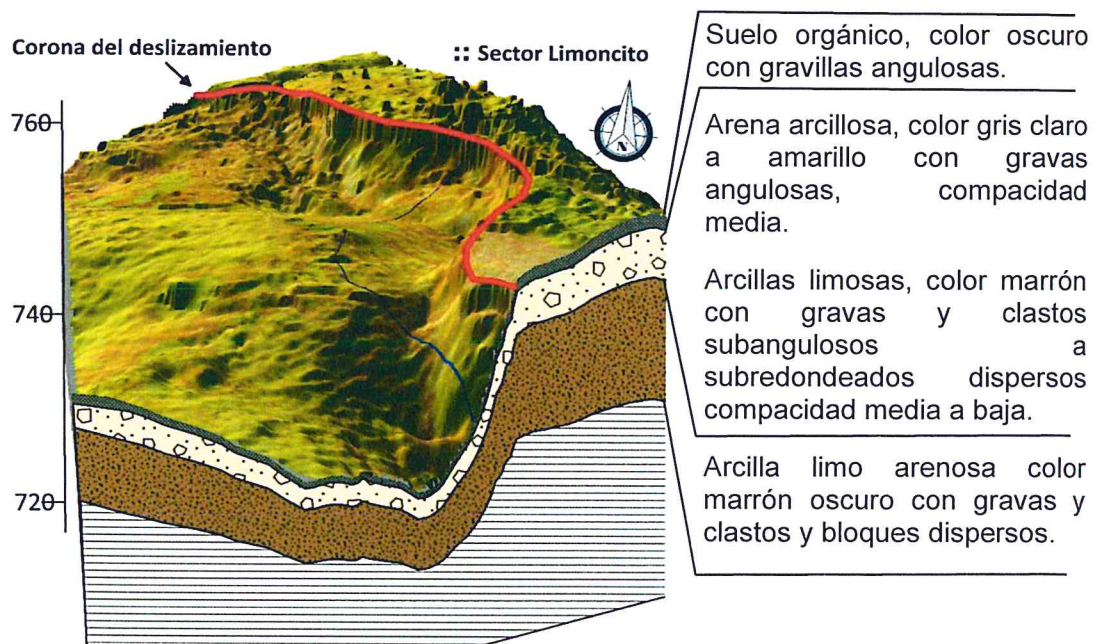 Corona del deslizamiento
:: Sector Limoncito
N
760
740
720
Suelo orgánico, color oscuro
con gravillas angulosas.
Arena arcillosa, color gris claro
a amarillo con gravas
angulosas, compacidad
media.
Arcillas limosas, color marrón
con gravas y clastos
subangulosos a
subredondeados dispersos
compacidad media a baja.
Arcilla limo arenosa color
marrón oscuro con gravas y
clastos y bloques dispersos.